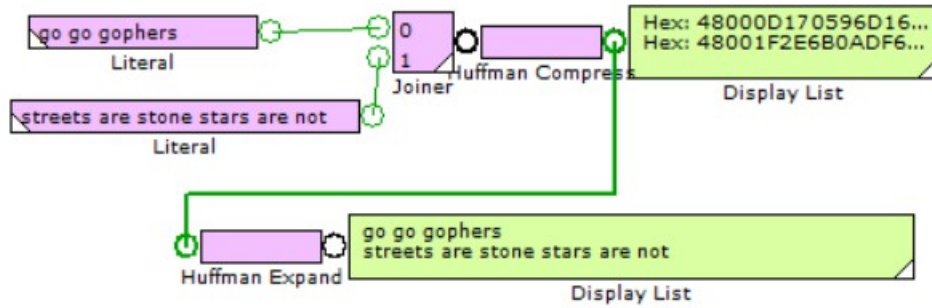 go go gophers
Literal
0
1
Joiner
Huffman Compress
Hex: 48000D170596D16...
Hex: 48001F2E6B0ADF6...
Display List
streets are stone stars are not
Literal
Huffman Expand
go go gophers
streets are stone stars are not
Display List